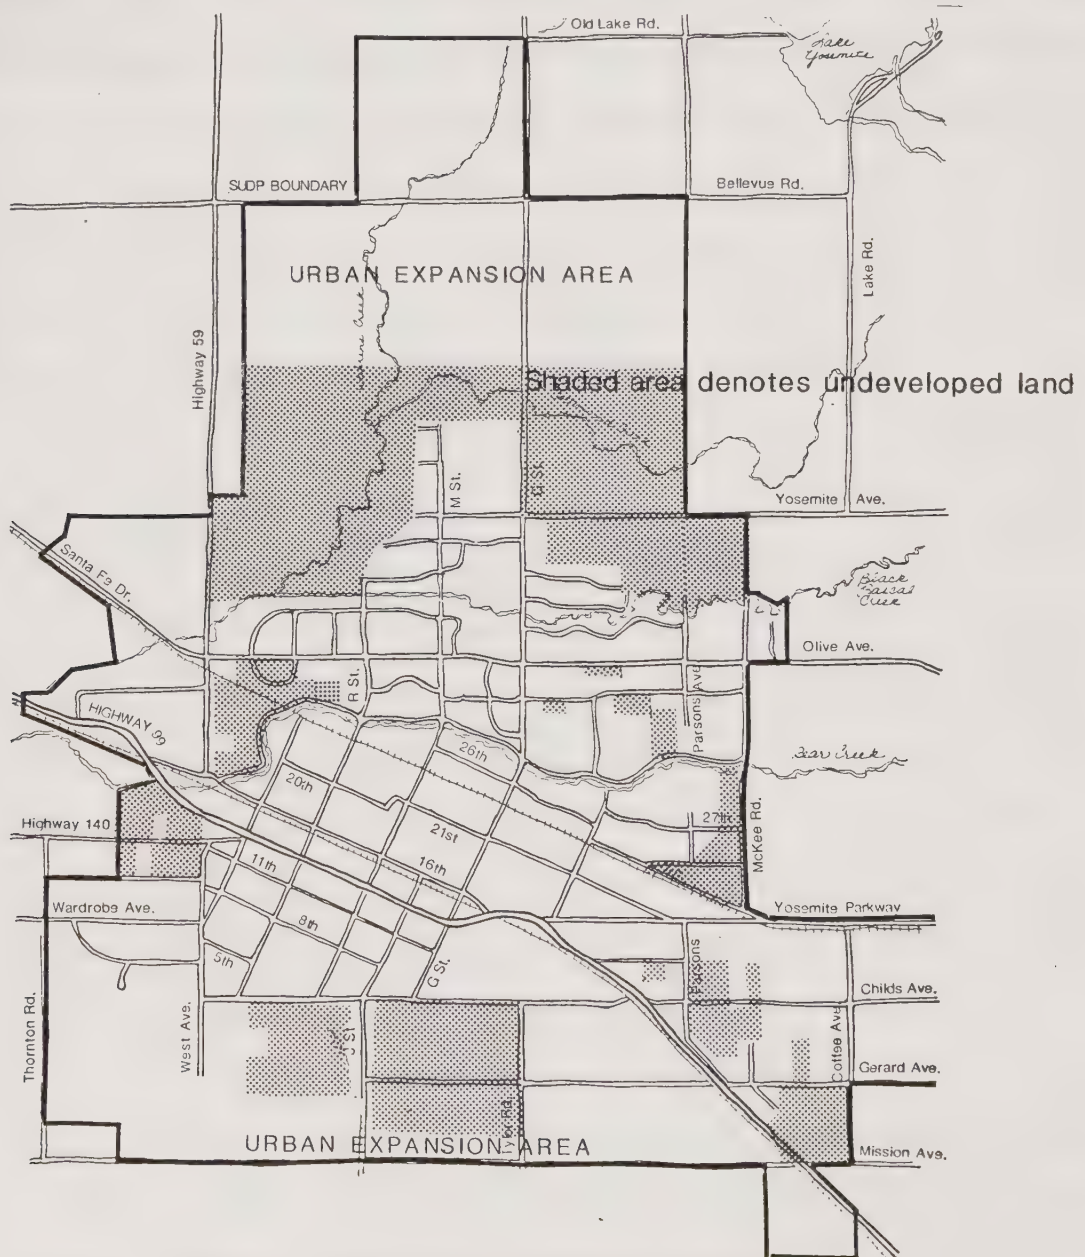 Old Lake Rd.
Lake
Yosemite
SUDP BOUNDARY
Bellevue Rd.
URBAN EXPANSION AREA
Lake Rd.
Highway 59
Creek
Shaded area denotes undeveloped land
M St.
G St.
Yosemite Ave.
Santa Fe Dr.
Black
Rascal
Creek
Olive Ave.
R St.
Parsons Ave
HIGHWAY 99
26th
Bear Creek
20th
27th
Highway 140
21st
McKee Rd.
11th
16th
Wardrobe Ave.
8th
Yosemite Parkway
5th
G St.
Parsons
Childs Ave.
Thornton Rd.
West Ave.
J St
Coffee Ave
Gerard Ave.
Tyler Rd.
URBAN EXPANSION AREA
Mission Ave.